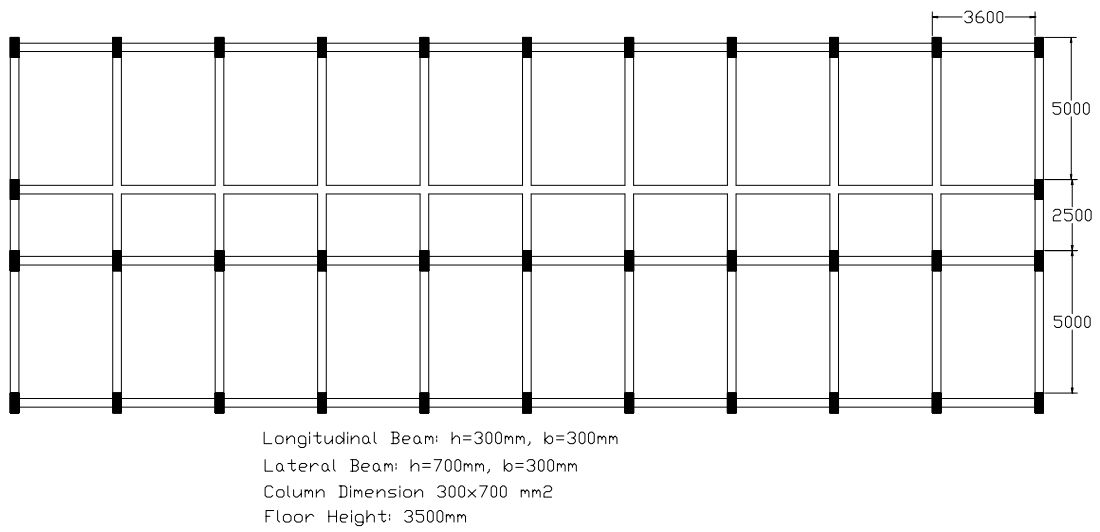 3600
5000
2500
5000
Longitudinal Beam: h=300mm, b=300mm
Lateral Beam: h=700mm, b=300mm
Column Dimension 300x700 mm2
Floor Height: 3500mm